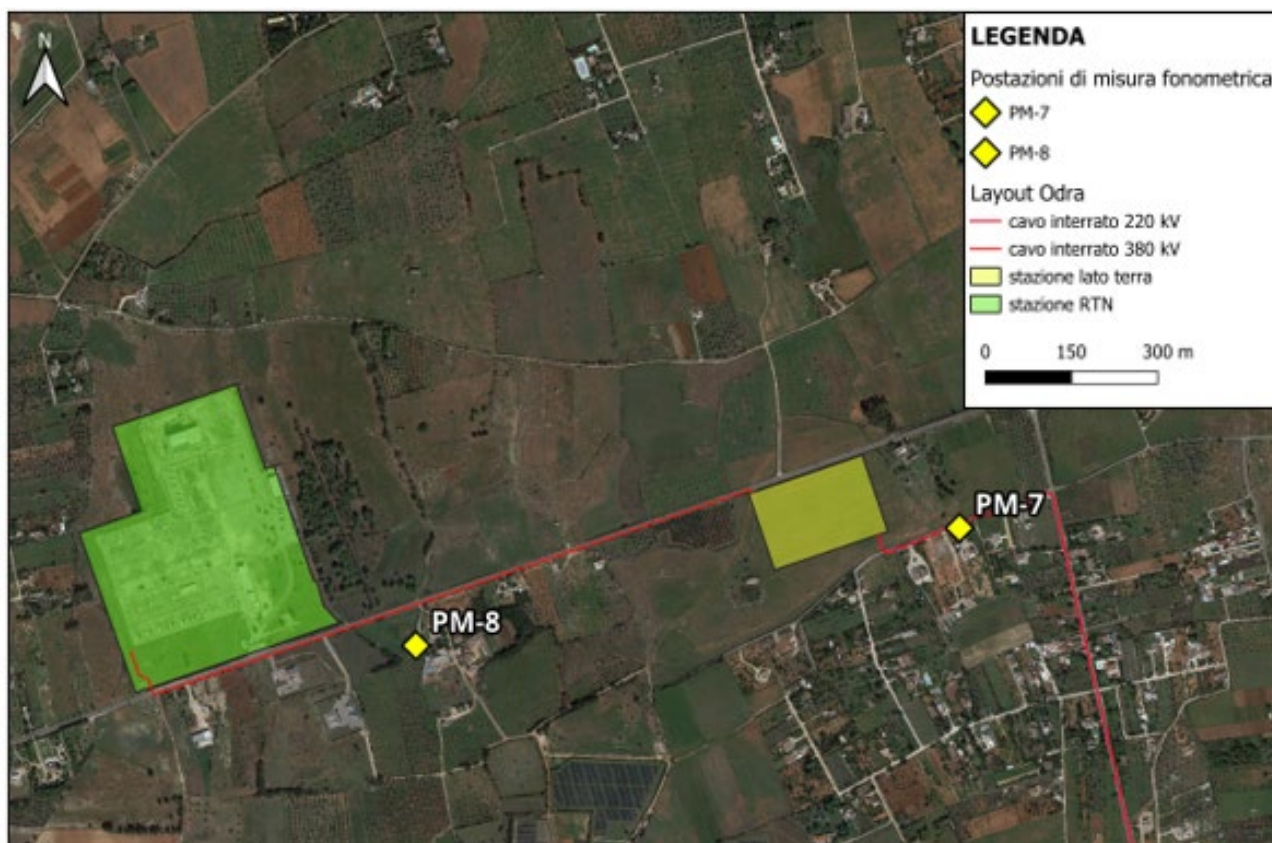 N
LEGENDA
Postazioni di misura fonometrica
PM-7
PM-8
Layout Odra
cavo interrato 220 kV
cavo interrato 380 kV
stazione lato terra
stazione RTN
0 150 300 m
PM-7
PM-8